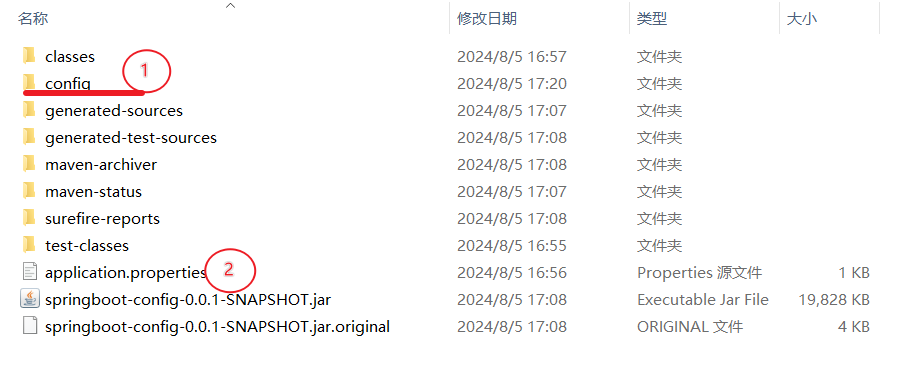 名称 修改日期 类型 大小
classes 2024/8/5 16:57 文件夹
config 1 2024/8/5 17:20 文件夹
generated-sources 2024/8/5 17:07 文件夹
generated-test-sources 2024/8/5 17:08 文件夹
maven-archiver 2024/8/5 17:08 文件夹
maven-status 2024/8/5 17:07 文件夹
surefire-reports 2024/8/5 17:08 文件夹
test-classes 2024/8/5 16:55 文件夹
application.properties 2 2024/8/5 16:56 Properties 源文件 1 KB
springboot-config-0.0.1-SNAPSHOT.jar 2024/8/5 17:08 Executable Jar File 19,828 KB
springboot-config-0.0.1-SNAPSHOT.jar.original 2024/8/5 17:08 ORIGINAL 文件 4 KB